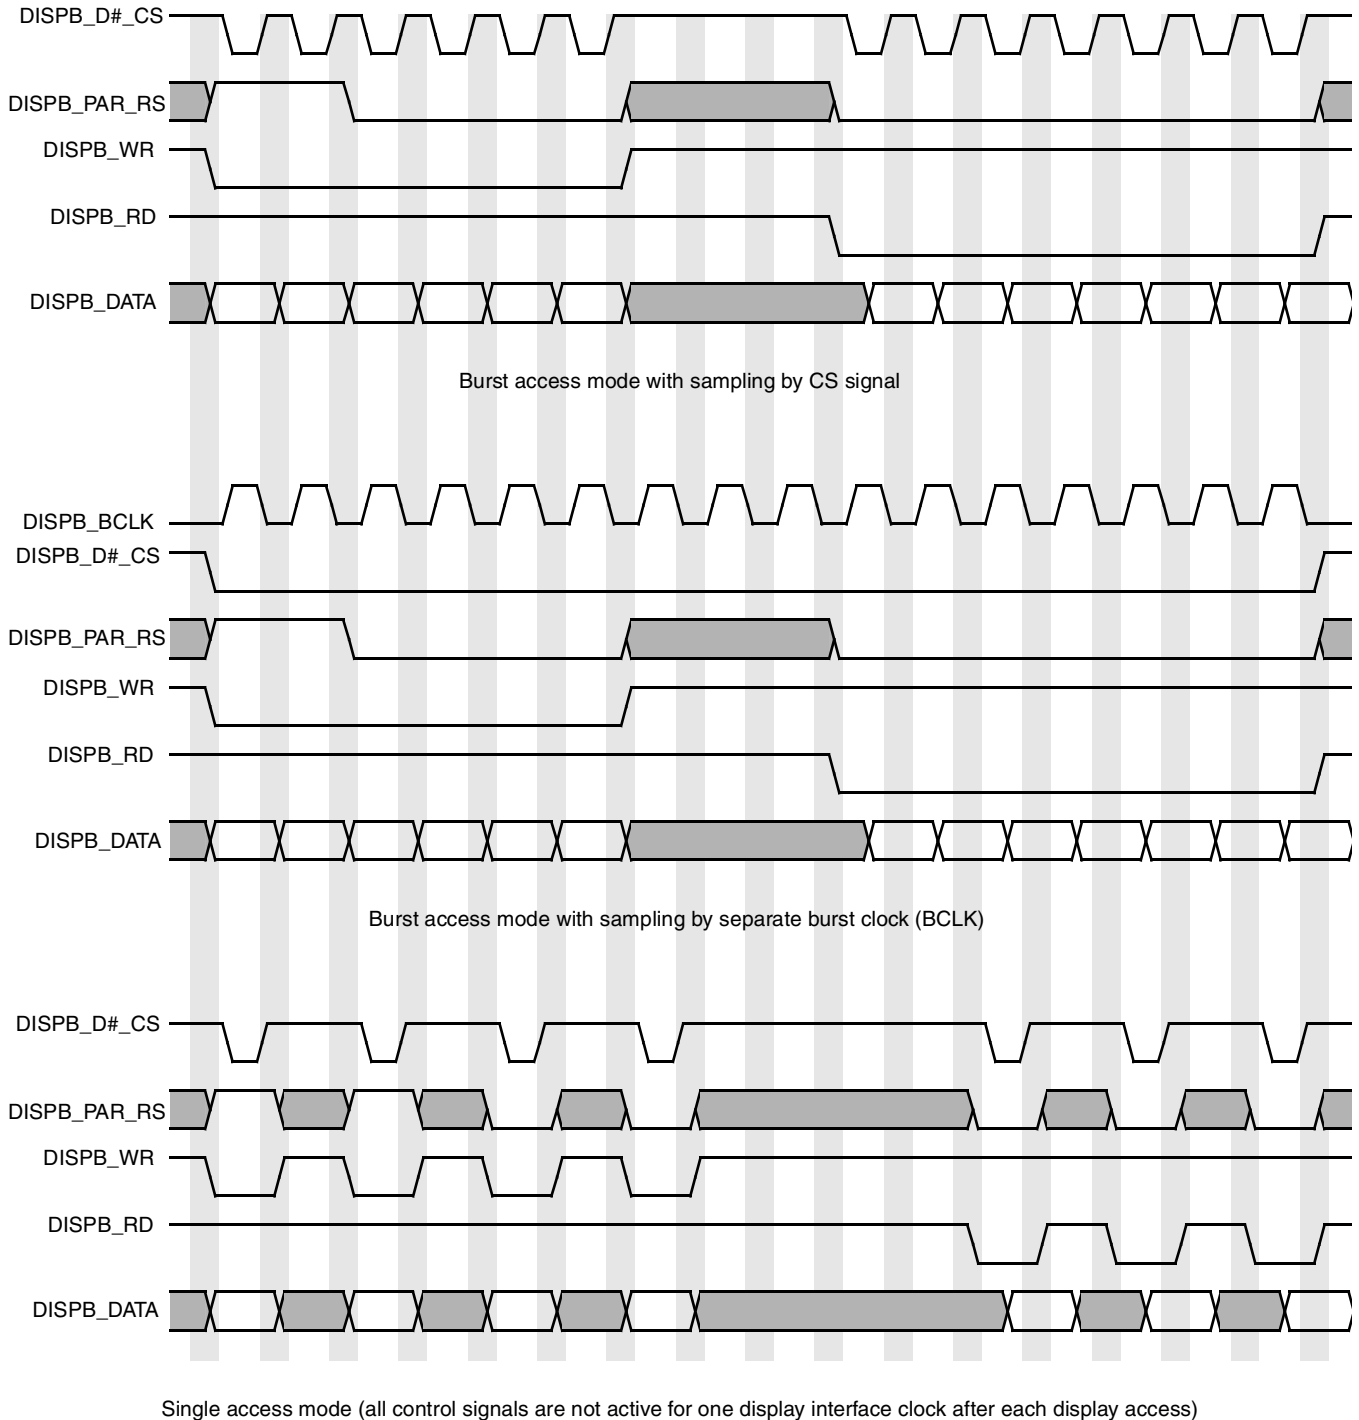 DISPB_D#_CS
DISPB_PAR_RS
DISPB_WR
DISPB_RD
DISPB_DATA
Burst access mode with sampling by CS signal
DISPB_BCLK
DISPB_D#_CS
DISPB_PAR_RS
DISPB_WR
DISPB_RD
DISPB_DATA
Burst access mode with sampling by separate burst clock (BCLK)
DISPB_D#_CS
DISPB_PAR_RS
DISPB_WR
DISPB_RD
DISPB_DATA
Single access mode (all control signals are not active for one display interface clock after each display access)